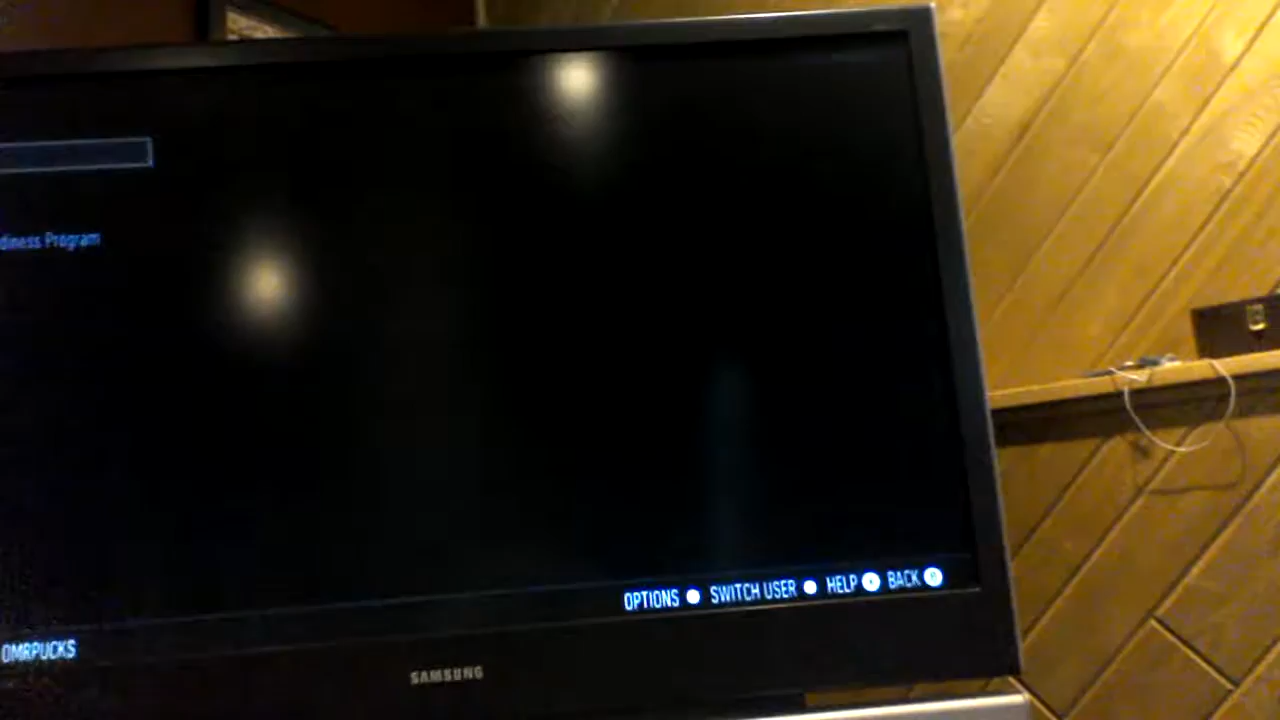 diness Program
OPTIONS SWITCH USER HELP BACK
OMRPUCKS
SAMSUNG